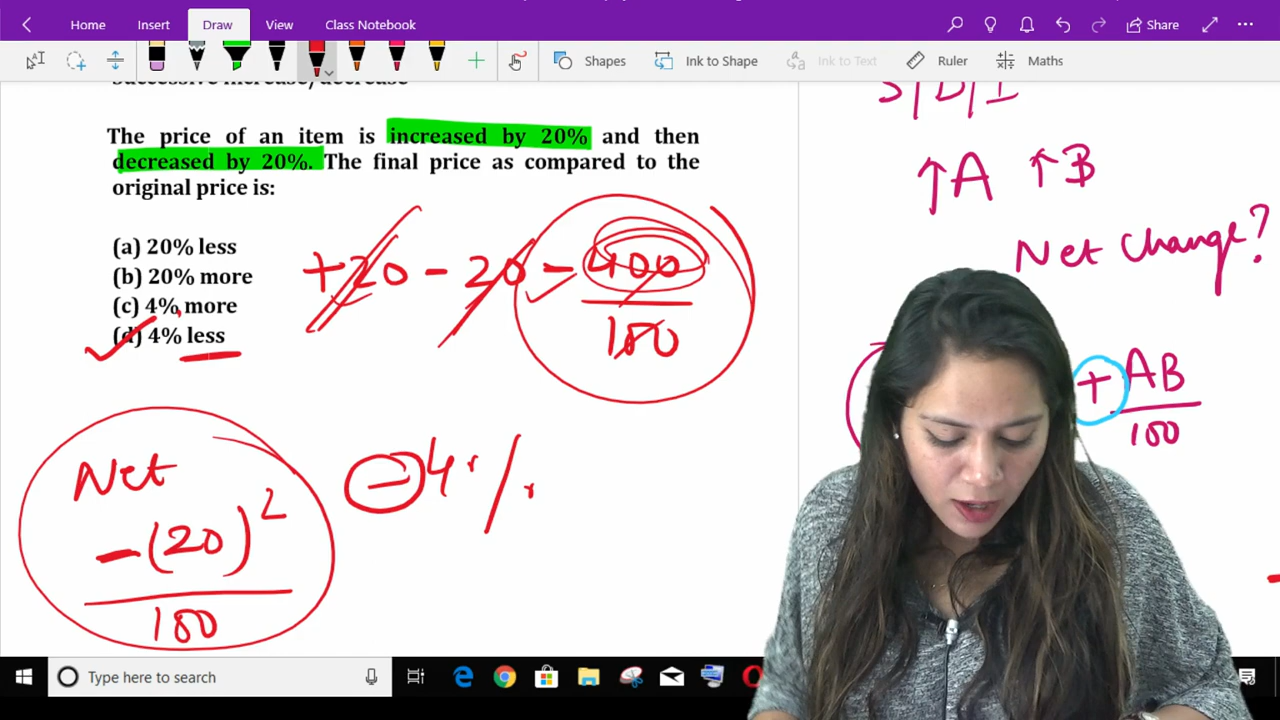 Home Insert Draw View Class Notebook Share
Shapes Ink to Shape Ink to Text Ruler Maths
Successive increase/decrease
The price of an item is increased by 20% and then
decreased by 20%. The final price as compared to the
original price is:
(a) 20% less
(b) 20% more
(c) 4% more
(d) 4% less
+20 - 20 - 400
100
Net
-(20)²
100
- 4 %
S/D/I
↑A ↑B
Net Change?
+ AB
100
Type here to search